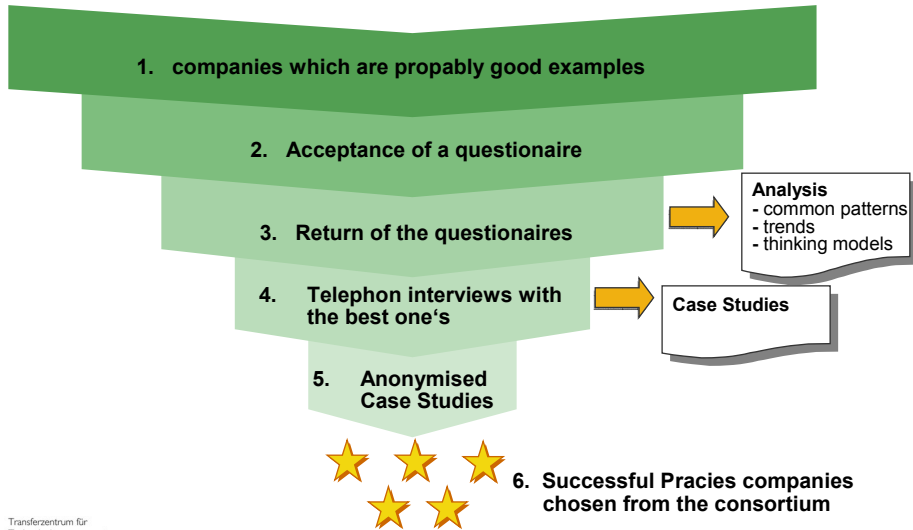 1. companies which are propably good examples
2. Acceptance of a questionaire
3. Return of the questionaires
Analysis
- common patterns
- trends
- thinking models
4. Telephon interviews with
the best one's
Case Studies
5. Anonymised
Case Studies
6. Successful Pracies companies
chosen from the consortium
Transferzentrum für